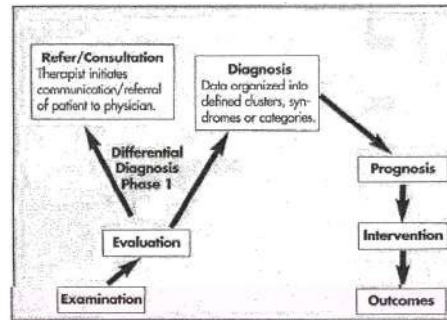 Refer/Consultation
Therapist initiates
communication/referral
of patient to physician.
Diagnosis
Data organized into
defined clusters, syn-
dromes or categories.
Differential
Diagnosis
Phase 1
Prognosis
Evaluation
Intervention
Examination
Outcomes